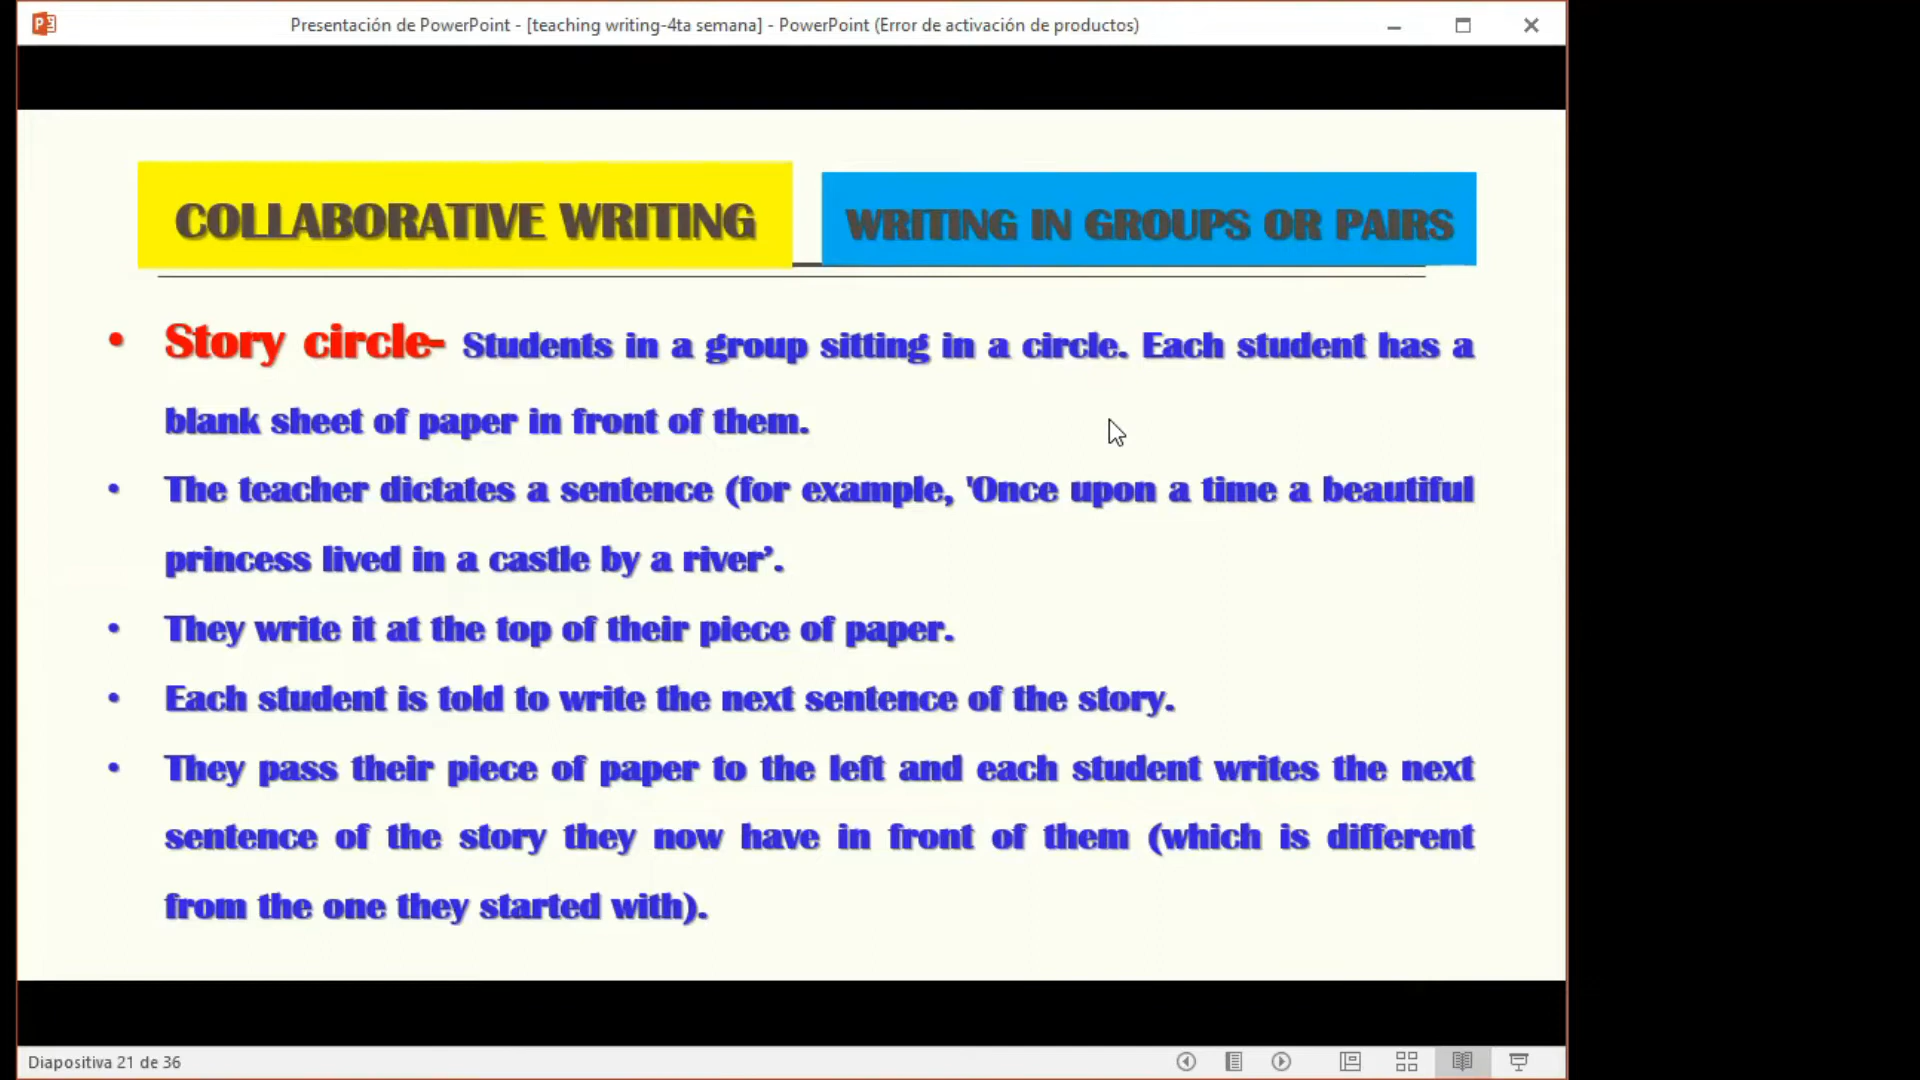 Presentación de PowerPoint - [teaching writing-4ta semana] - PowerPoint (Error de activación de productos)
COLLABORATIVE WRITING
WRITING IN GROUPS OR PAIRS
• Story circle- Students in a group sitting in a circle. Each student has a
blank sheet of paper in front of them.
• The teacher dictates a sentence (for example, 'Once upon a time a beautiful
princess lived in a castle by a river’.
• They write it at the top of their piece of paper.
• Each student is told to write the next sentence of the story.
• They pass their piece of paper to the left and each student writes the next
sentence of the story they now have in front of them (which is different
from the one they started with).
Diapositiva 21 de 36